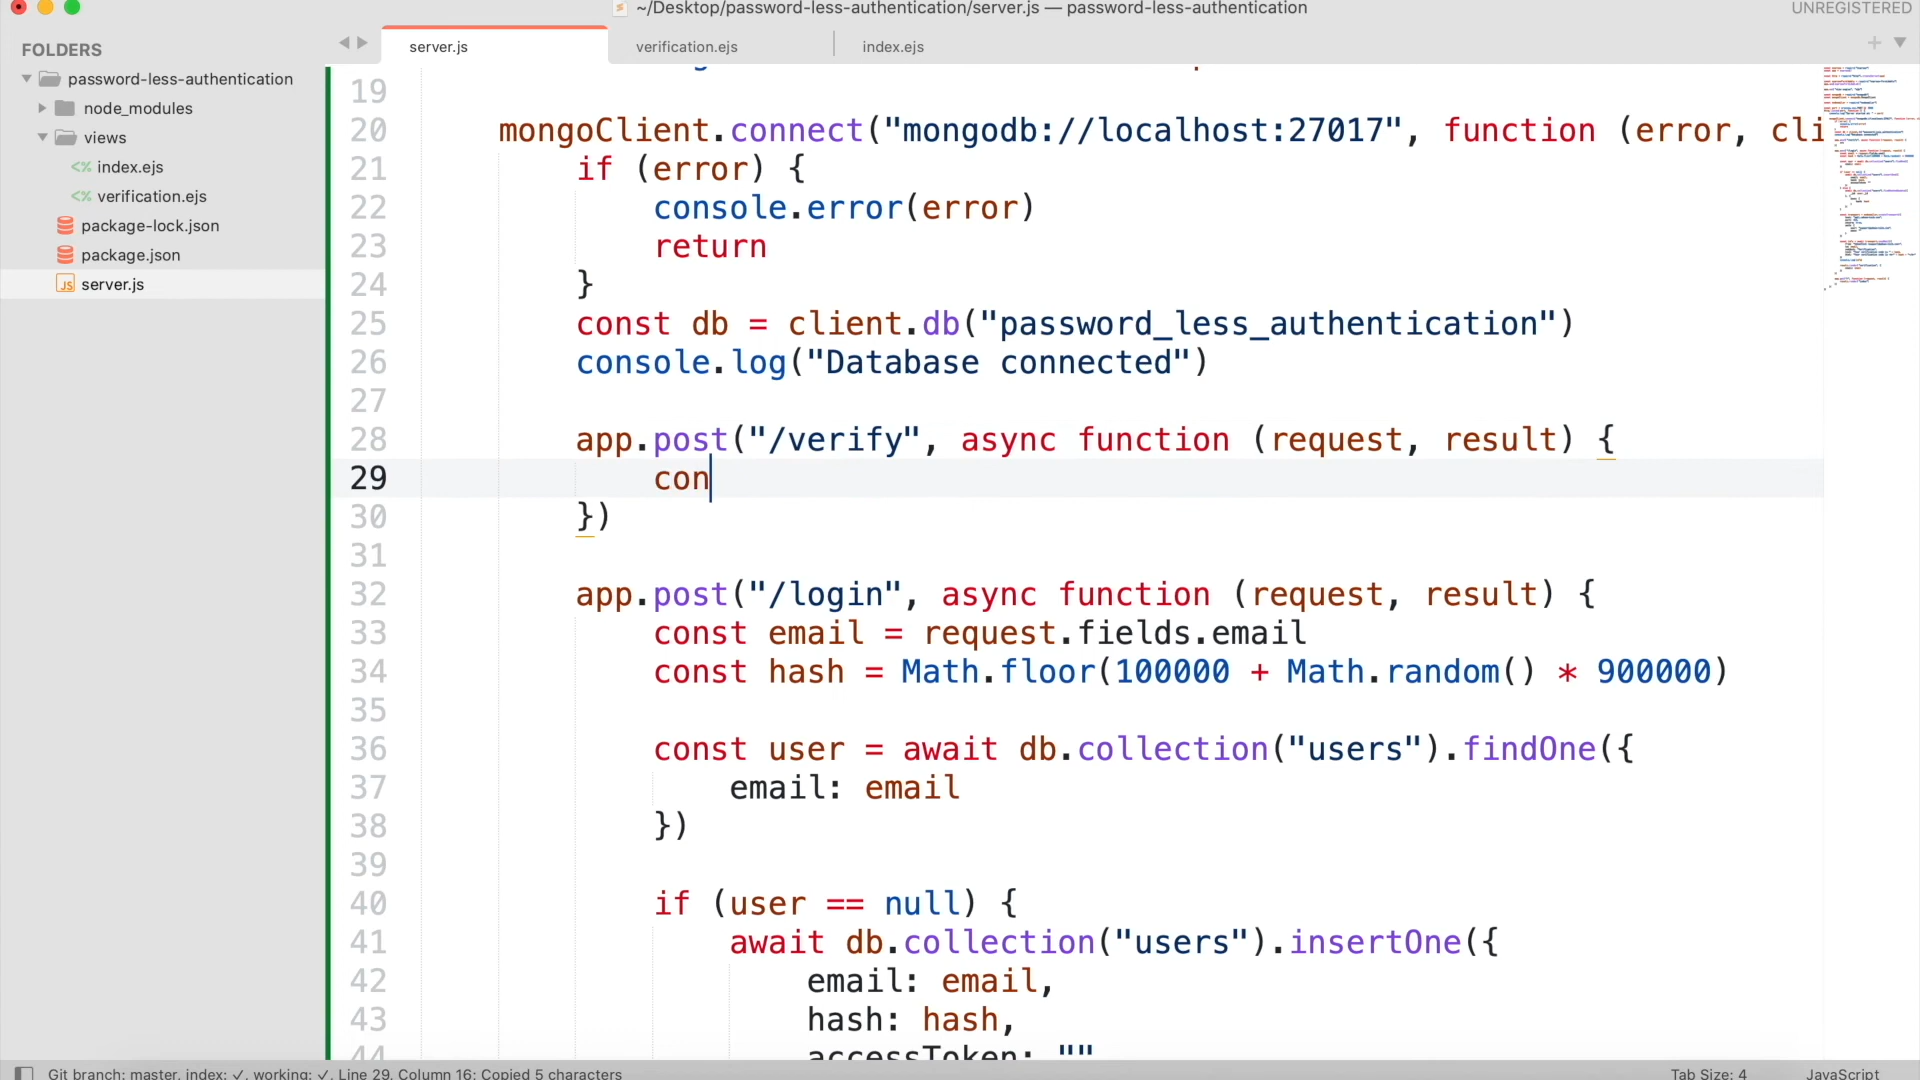 ~/Desktop/password-less-authentication/server.js — password-less-authentication
UNREGISTERED
FOLDERS
password-less-authentication
node_modules
views
index.ejs
verification.ejs
package-lock.json
package.json
server.js
server.js
verification.ejs
index.ejs
19
20 mongoClient.connect("mongodb://localhost:27017", function (error, cli
21 if (error) {
22 console.error(error)
23 return
24 }
25 const db = client.db("password_less_authentication")
26 console.log("Database connected")
27
28 app.post("/verify", async function (request, result) {
29 con
30 })
31
32 app.post("/login", async function (request, result) {
33 const email = request.fields.email
34 const hash = Math.floor(100000 + Math.random() * 900000)
35
36 const user = await db.collection("users").findOne({
37 email: email
38 })
39
40 if (user == null) {
41 await db.collection("users").insertOne({
42 email: email,
43 hash: hash,
44 accessToken: ""
Git branch: master, index: ✓, working: ✓, Line 29, Column 16; Copied 5 characters
Tab Size: 4
JavaScript